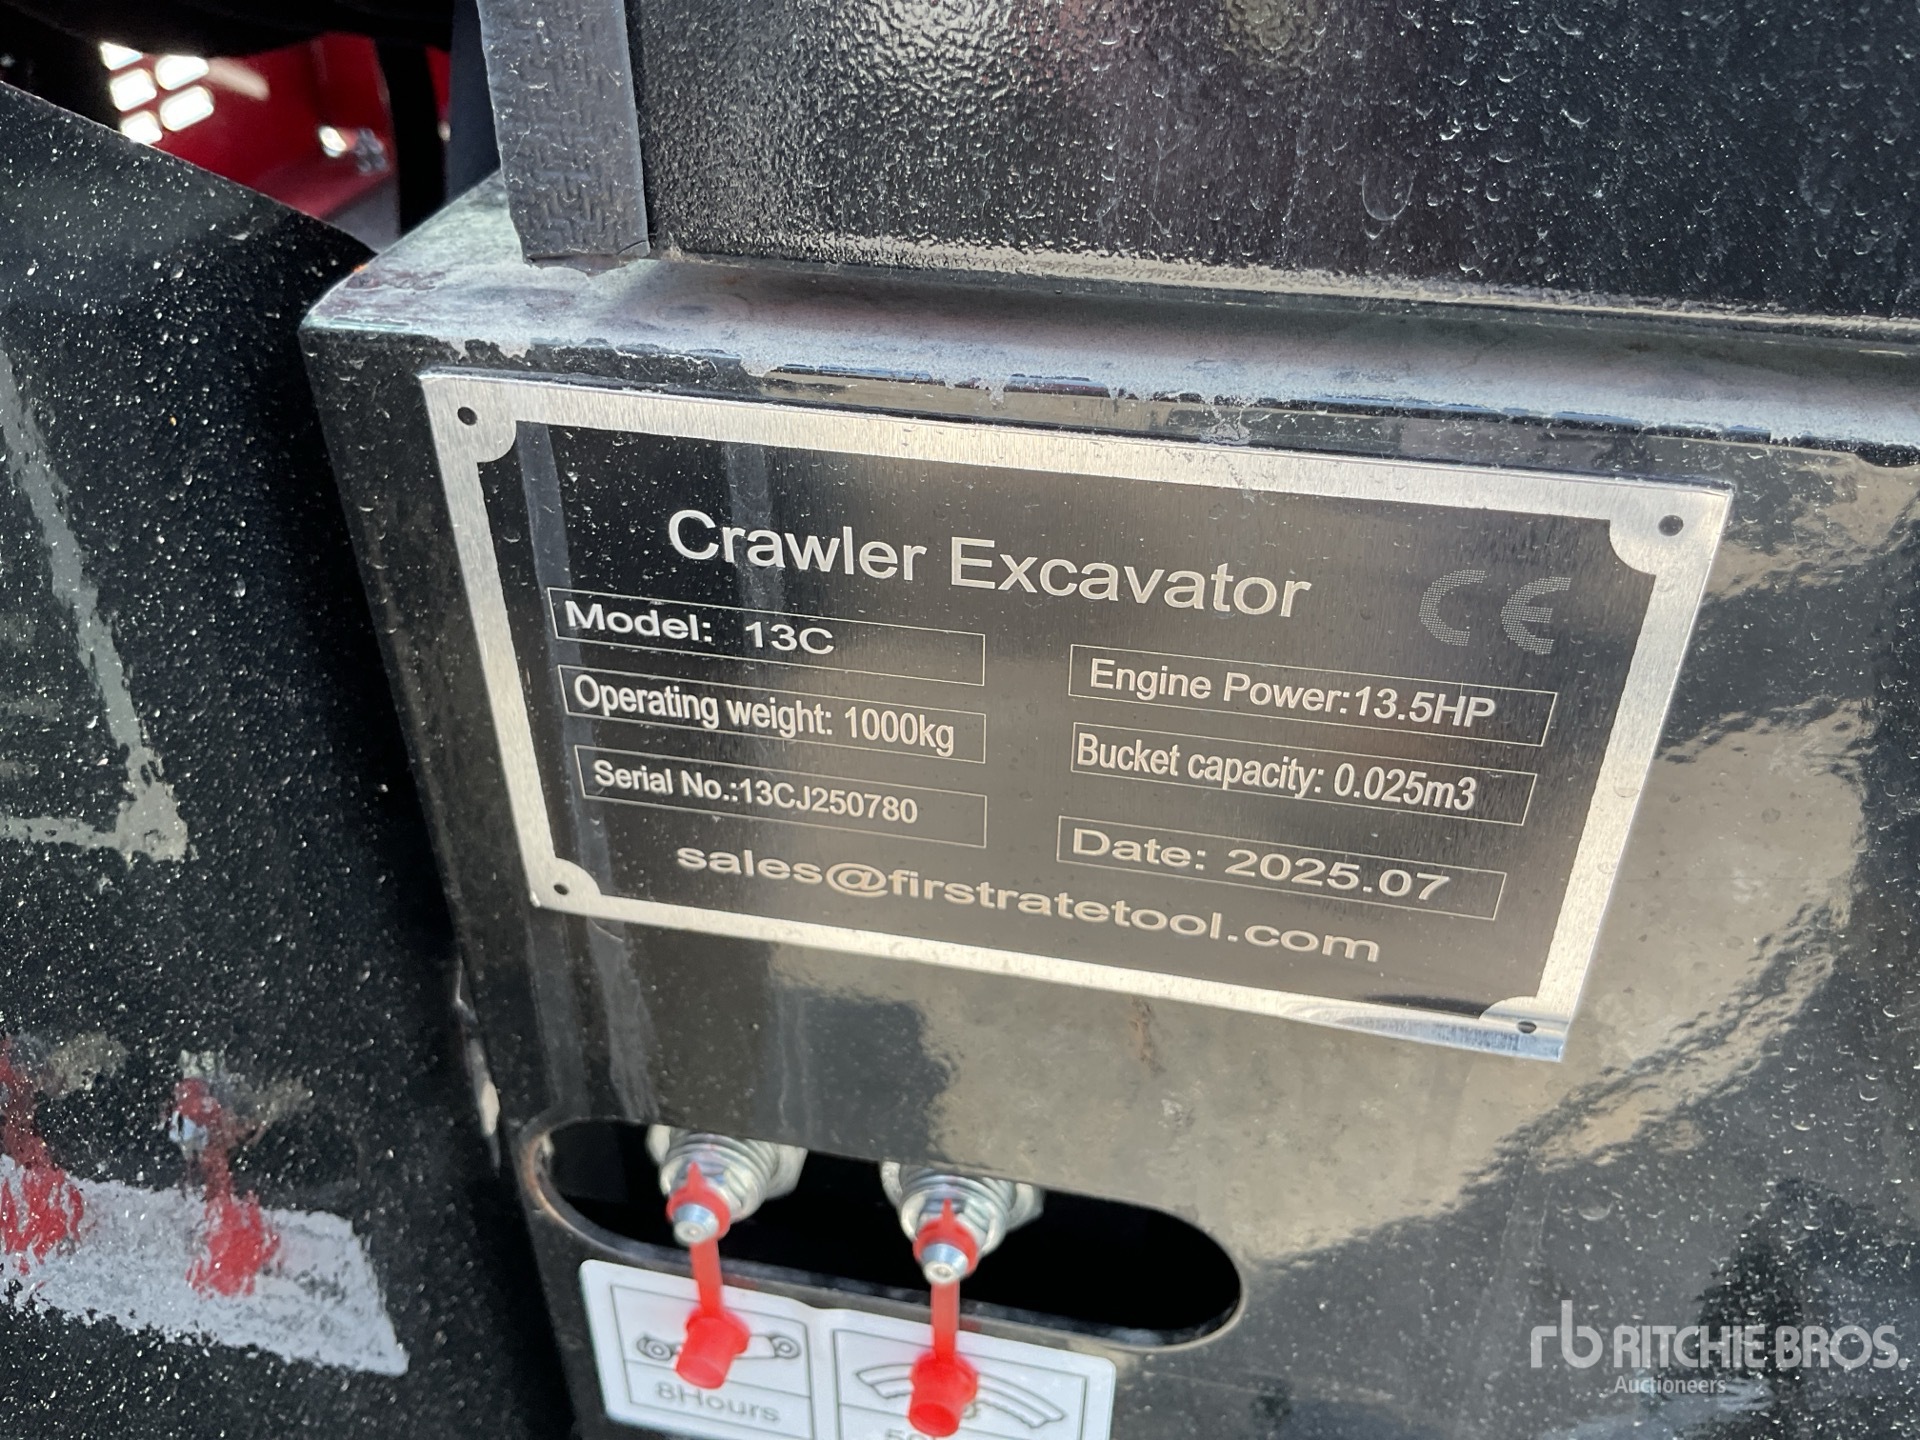 Crawler Excavator
CE
Model: 13C
Engine Power:13.5HP
Operating weight: 1000kg
Bucket capacity: 0.025m3
Serial No.:13CJ250780
Date: 2025.07
sales@firstratetool.com
8Hours
rb RITCHIE BROS.
Auctioneers